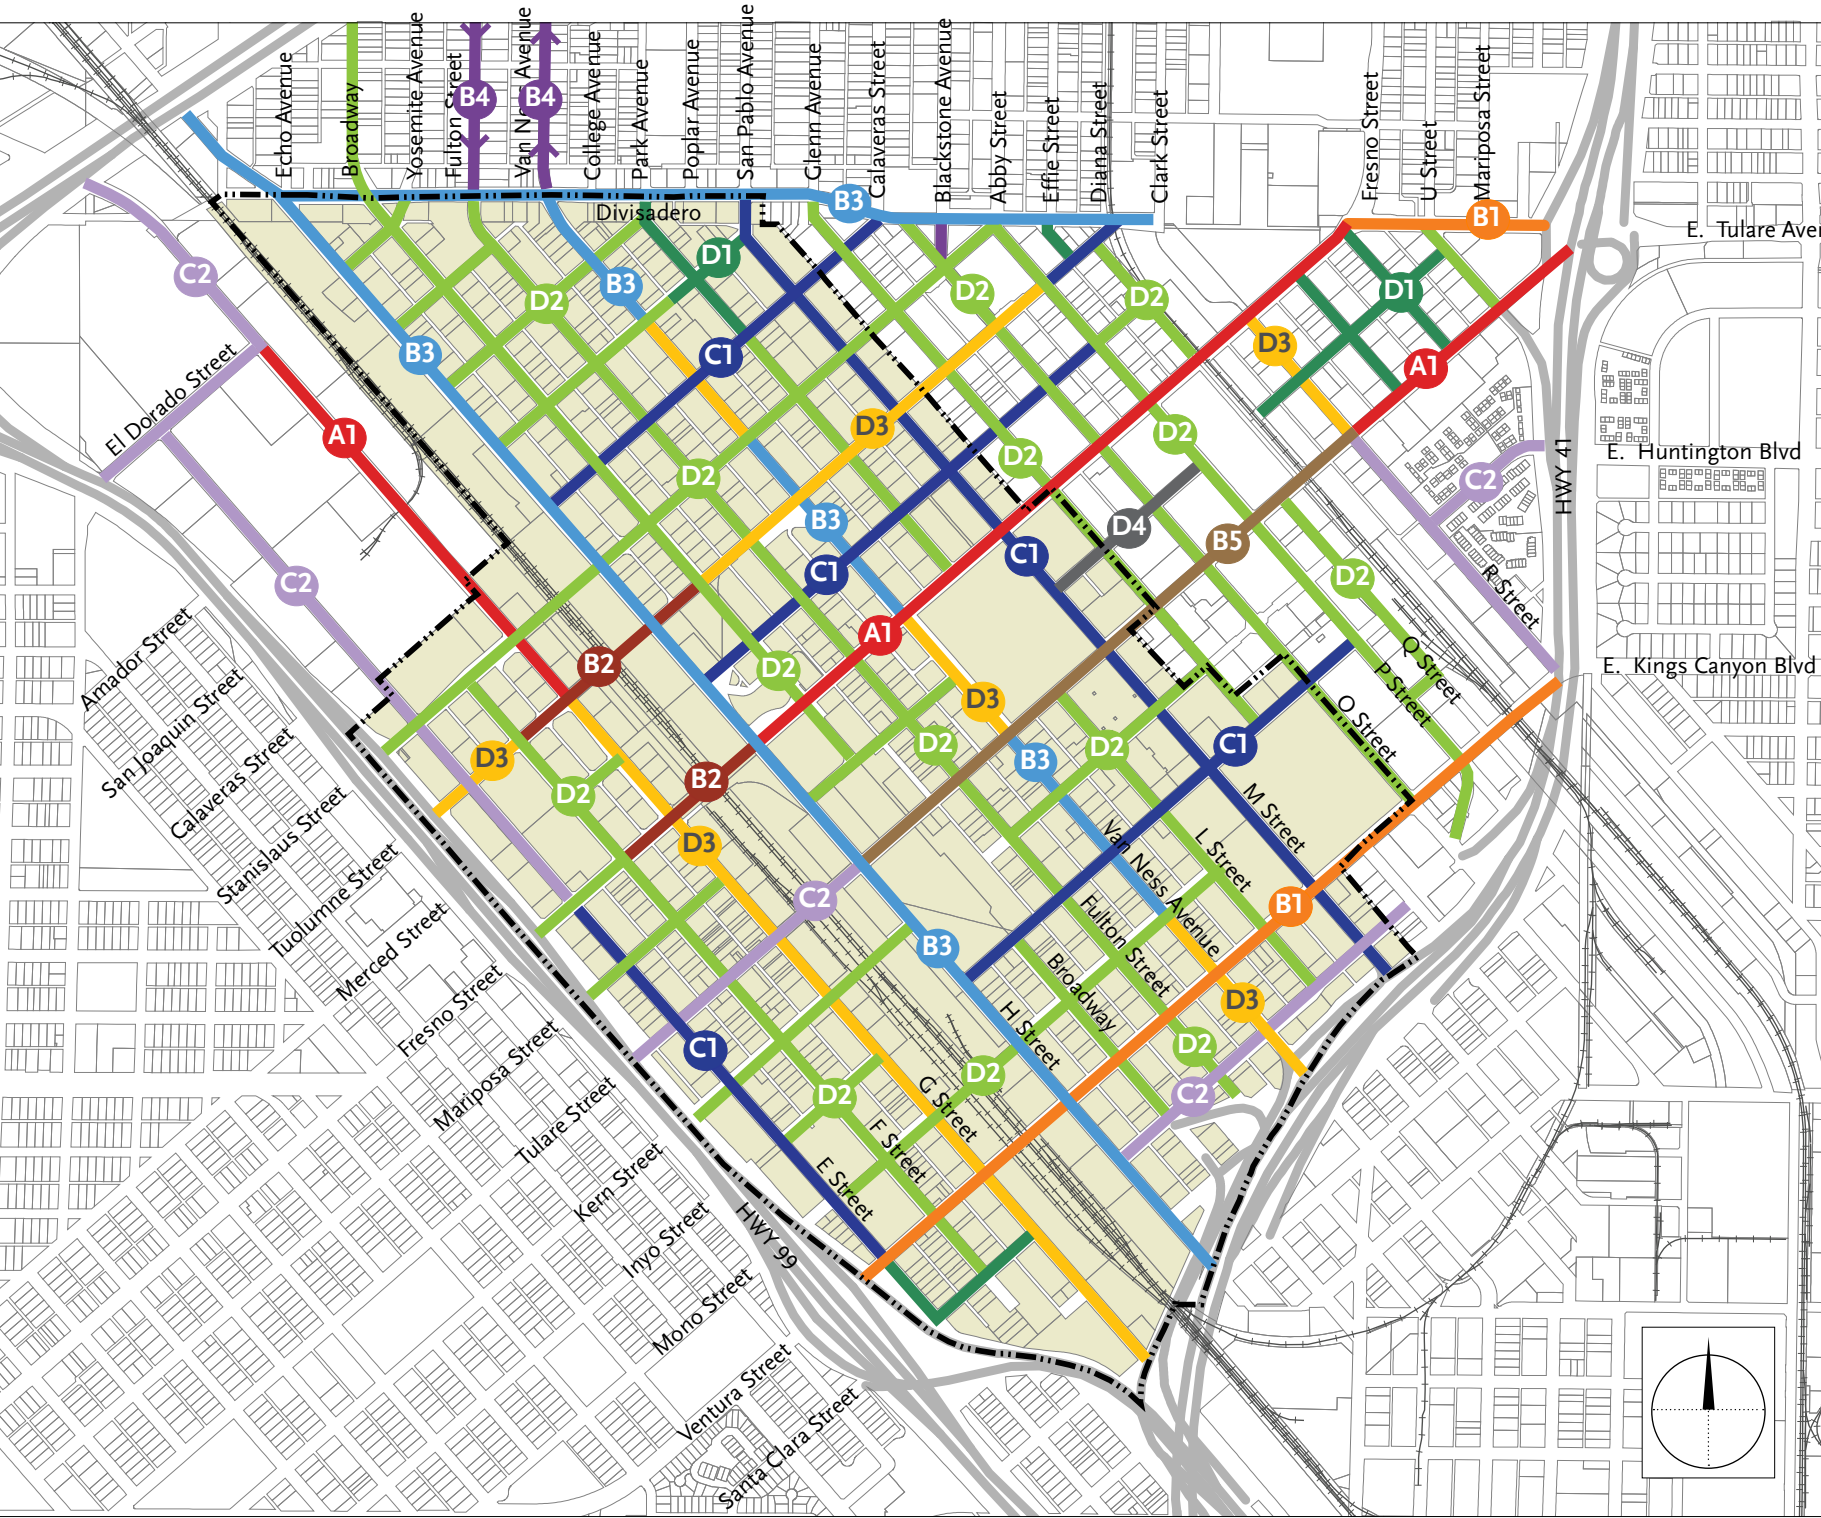 Echo Avenue
Broadway
Yosemite Avenue
Fulton Street
Van Ness Avenue
College Avenue
Park Avenue
Poplar Avenue
San Pablo Avenue
Glenn Avenue
Calaveras Street
Blackstone Avenue
Abby Street
Effie Street
Diana Street
Clark Street
Fresno Street
U Street
Mariposa Street
B4
B4
B3
Divisadero
B1
E. Tulare Aven
D1
C2
B3
D2
D2
D2
D1
D3
A1
B3
C1
El Dorado Street
A1
D3
D2
D2
HWY 41
E. Huntington Blvd
C2
D2
B3
D4
B5
C1
C1
D2
C2
R Street
A1
Amador Street
B2
D2
D3
Q Street
P Street
E. Kings Canyon Blvd
San Joaquin Street
O Street
D3
D2
D2
B3
C1
Calaveras Street
B2
D2
Stanislaus Street
D3
Van Ness Avenue
L Street
M Street
Tuolumne Street
C2
B1
Fulton Street
Merced Street
B3
Broadway
Fresno Street
D3
H Street
Mariposa Street
C1
D2
D2
D2
C2
G Street
Tulare Street
F Street
E Street
Kern Street
HWY 99
Inyo Street
Mono Street
Ventura Street
Santa Clara Street